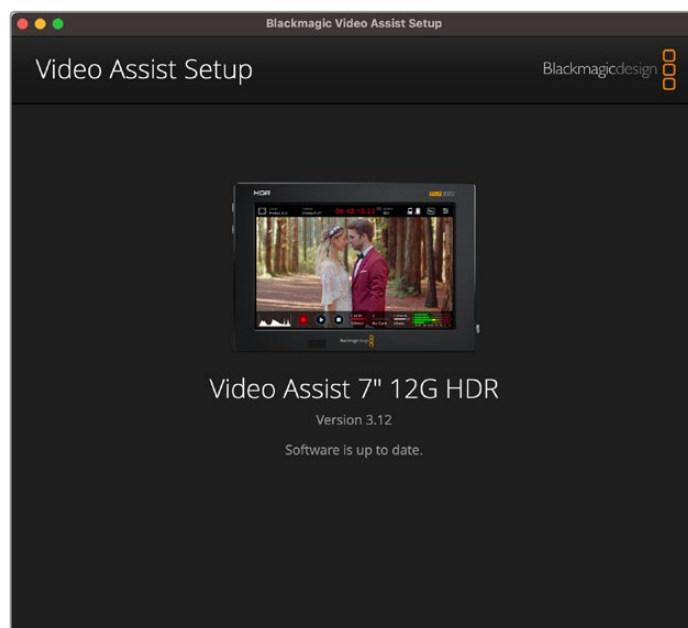 Blackmagic Video Assist Setup
Video Assist Setup
Blackmagicdesign
HDR
Video Assist 7" 12G HDR
Version 3.12
Software is up to date.